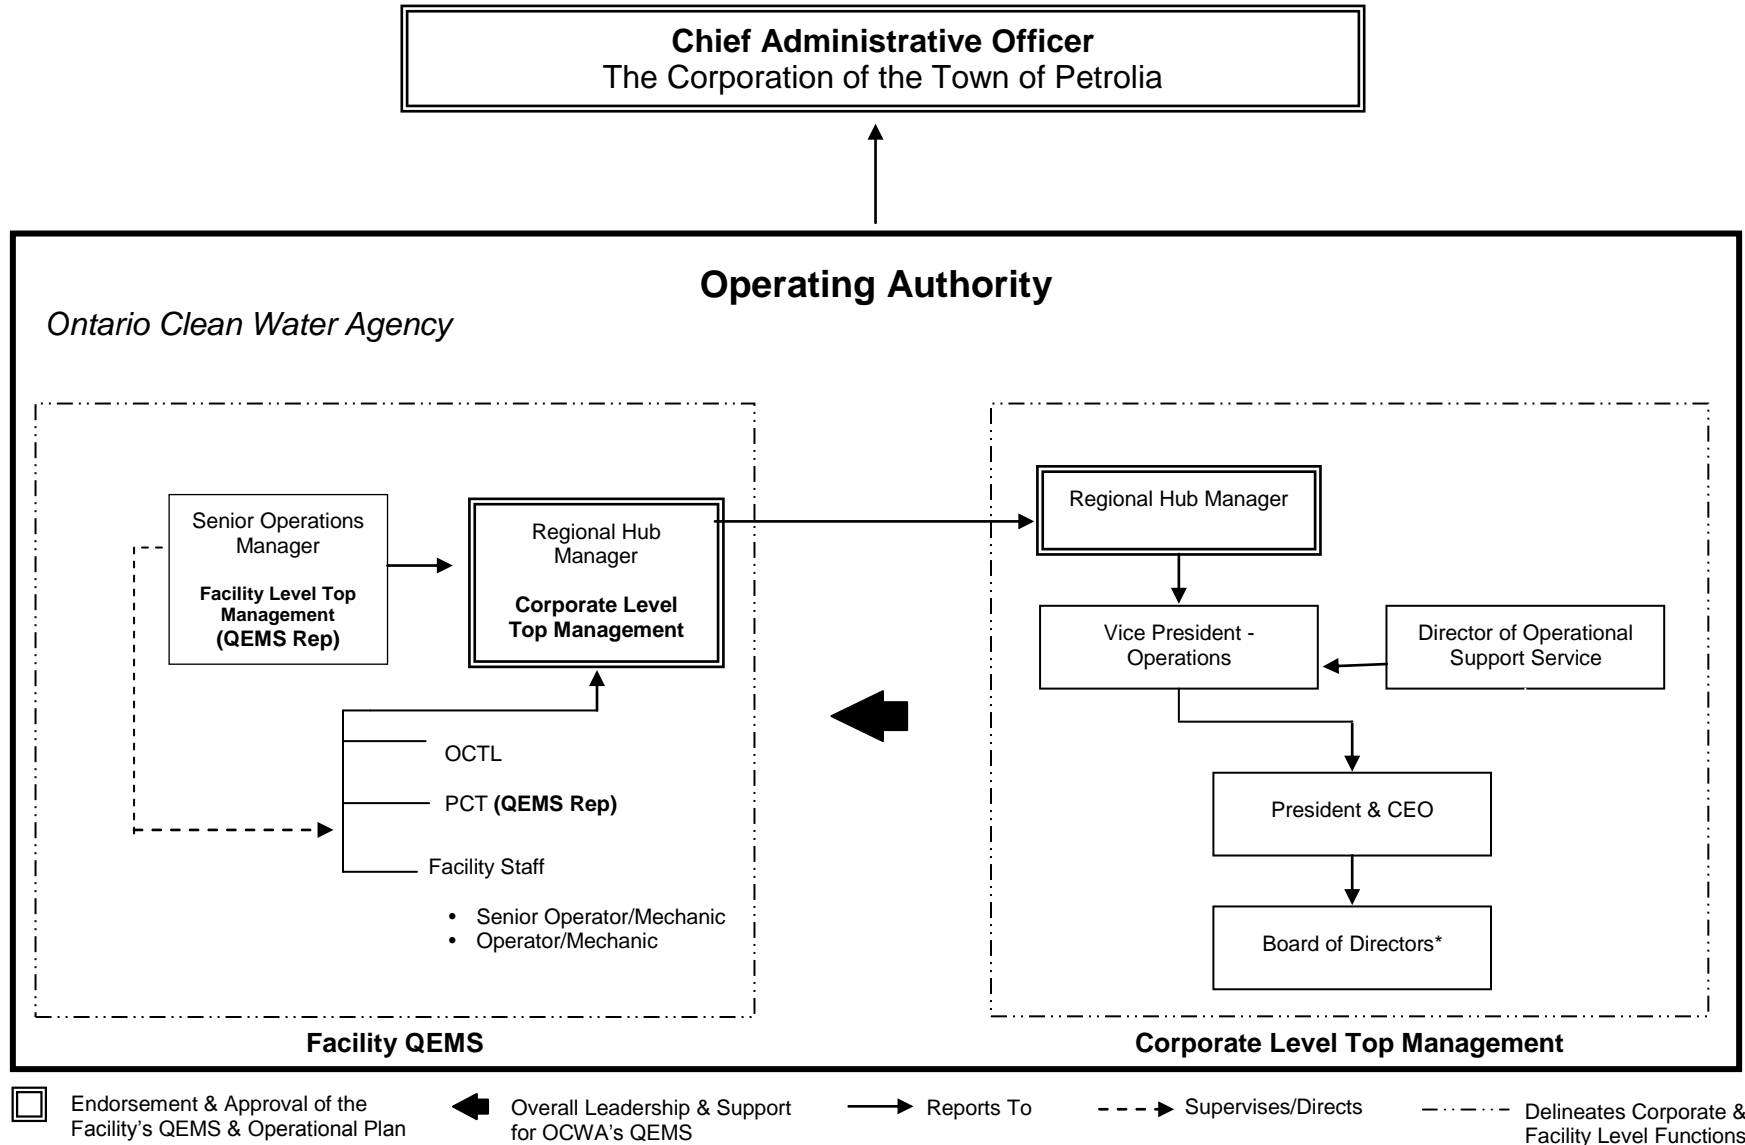 Chief Administrative Officer
The Corporation of the Town of Petrolia
Operating Authority
Ontario Clean Water Agency
Senior Operations
Manager
Facility Level Top
Management
(QEMS Rep)
Regional Hub
Manager
Corporate Level
Top Management
OCTL
PCT (QEMS Rep)
Facility Staff
• Senior Operator/Mechanic
• Operator/Mechanic
Facility QEMS
Regional Hub Manager
Vice President -
Operations
Director of Operational
Support Service
President & CEO
Board of Directors*
Corporate Level Top Management
Endorsement & Approval of the
Facility's QEMS & Operational Plan
Overall Leadership & Support
for OCWA's QEMS
Reports To
Supervises/Directs
Delineates Corporate &
Facility Level Functions